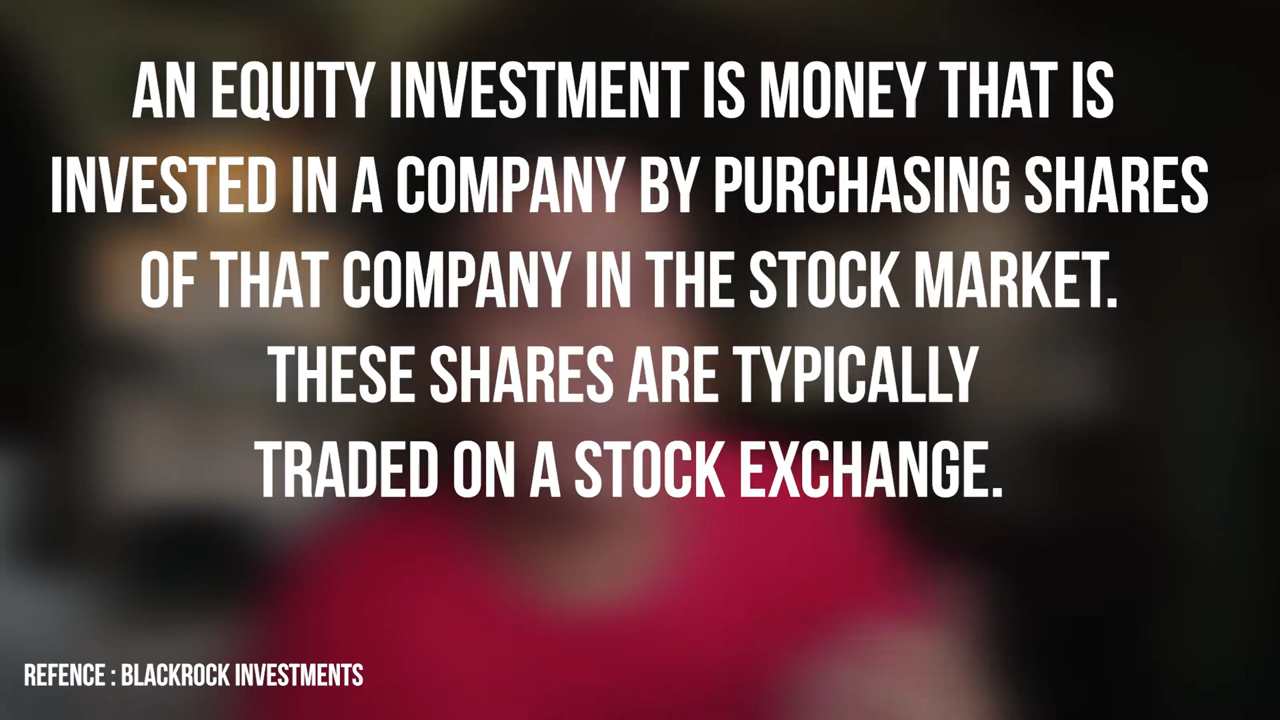 AN EQUITY INVESTMENT IS MONEY THAT IS
INVESTED IN A COMPANY BY PURCHASING SHARES
OF THAT COMPANY IN THE STOCK MARKET.
THESE SHARES ARE TYPICALLY
TRADED ON A STOCK EXCHANGE.
REFENCE : BLACKROCK INVESTMENTS